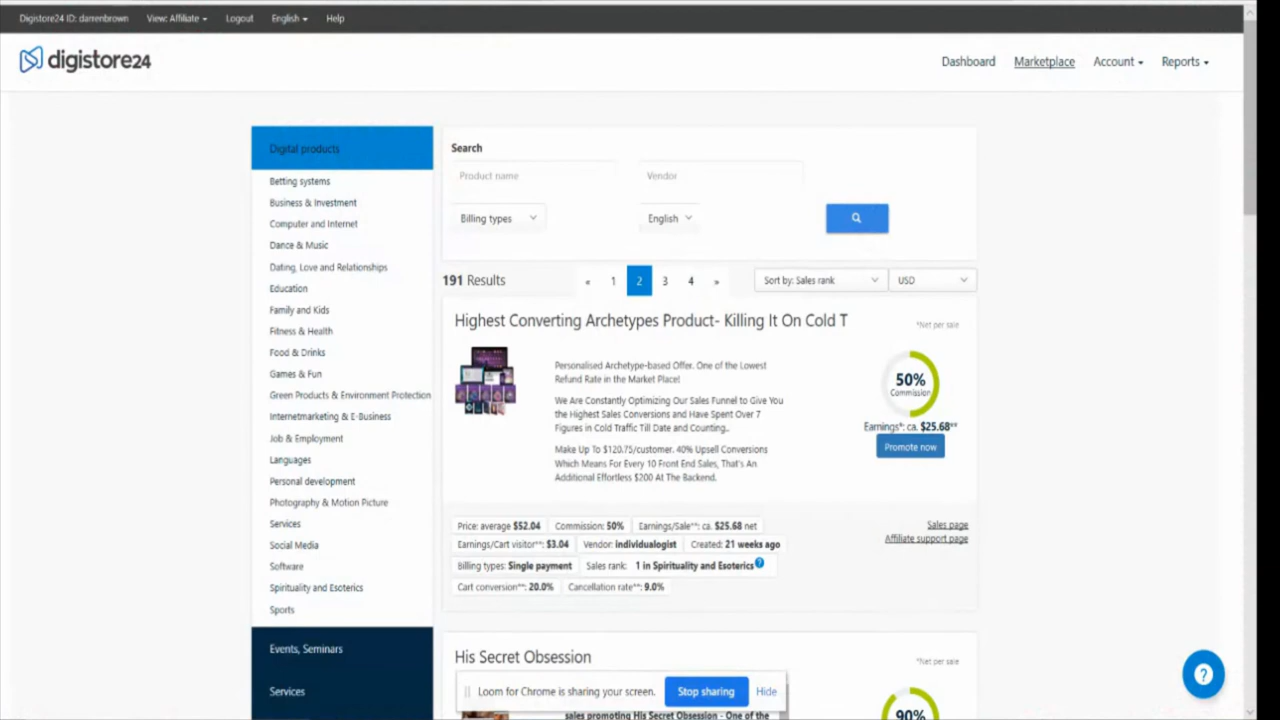 Digistore24 ID: darrenbrown View: Affiliate Logout English Help
digistore24
Dashboard Marketplace Account Reports
Digital products
Betting systems
Business & Investment
Computer and Internet
Dance & Music
Dating, Love and Relationships
Education
Family and Kids
Fitness & Health
Food & Drinks
Games & Fun
Green Products & Environment Protection
Internetmarketing & E-Business
Job & Employment
Languages
Personal development
Photography & Motion Picture
Services
Social Media
Software
Spirituality and Esoterics
Sports
Events, Seminars
Services
Search
Product name Vendor
Billing types English
191 Results « 1 2 3 4 » Sort by: Sales rank USD
Highest Converting Archetypes Product- Killing It On Cold T
*Net per sale
Personalised Archetype-based Offer. One of the Lowest
Refund Rate in the Market Place!
We Are Constantly Optimizing Our Sales Funnel to Give You
the Highest Sales Conversions and Have Spent Over 7
Figures in Cold Traffic Till Date and Counting..
Make Up To $120.75/customer. 40% Upsell Conversions
Which Means For Every 10 Front End Sales, That's An
Additional Effortless $200 At The Backend.
50%
Commission
Earnings*: ca. $25.68**
Promote now
Price: average $52.04 Commission: 50% Earnings/Sale**: ca. $25.68 net
Earnings/Cart visitor**: $3.04 Vendor: individualogist Created: 21 weeks ago
Billing types: Single payment Sales rank: 1 in Spirituality and Esoterics ?
Cart conversion**: 20.0% Cancellation rate**: 9.0%
Sales page
Affiliate support page
His Secret Obsession
*Net per sale
Loom for Chrome is sharing your screen. Stop sharing Hide
sales promoting His Secret Obsession - One of the
90%
?